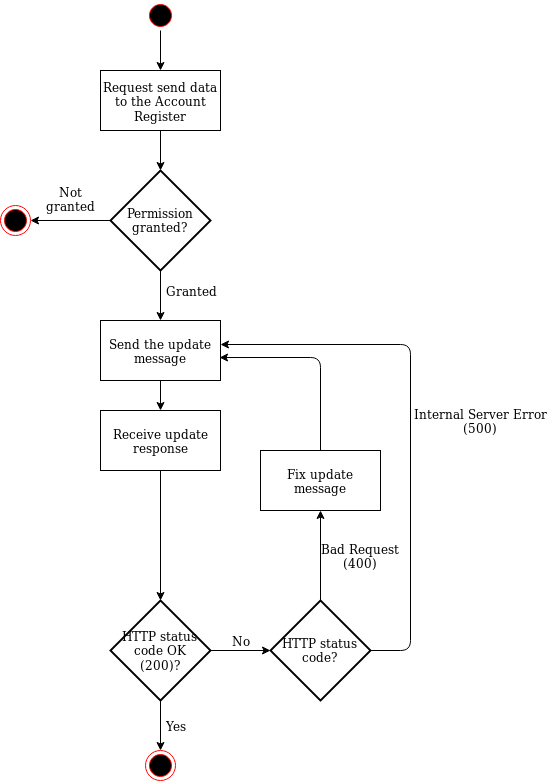 Request send data
to the Account
Register
Not
granted
Permission
granted?
Granted
Send the update
message
Internal Server Error
(500)
Receive update
response
Fix update
message
Bad Request
(400)
HTTP status
code OK
(200)?
No
HTTP status
code?
Yes